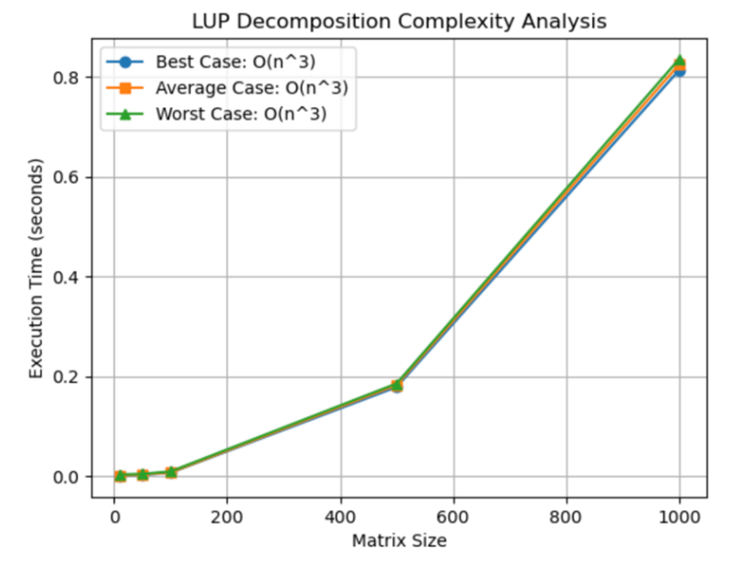 LUP Decomposition Complexity Analysis
Best Case: O(n^3)
Average Case: O(n^3)
Worst Case: O(n^3)
0.8
0.6
0.4
0.2
0.0
Execution Time (seconds)
0 200 400 600 800 1000
Matrix Size